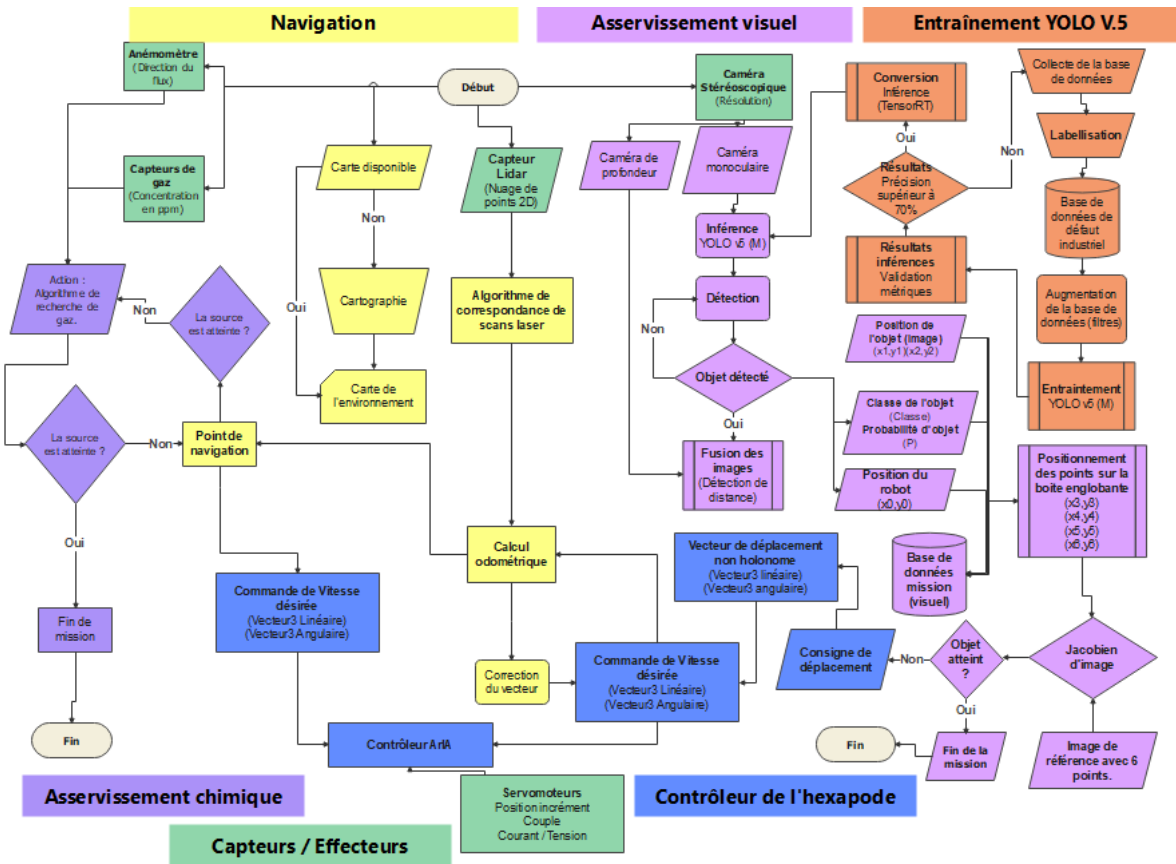 Navigation
Asservissement visuel
Entraînement YOLO V.5
Anémomètre
(Direction du
flux)
Début
Caméra
Stéréoscopique
(Résolution)
Conversion
Inférence
(TensorRT)
Collecte de la base
de données
Oui
Non
Labellisation
Capteurs de
gaz
(Concentration
en ppm)
Carte disponible
Capteur
Lidar
(Nuage de
points 2D)
Caméra de
profondeur
Caméra
monoculaire
Résultats
Précision
supérieur à
70%
Base de
données de
défaut
industriel
Non
Inférence
YOLO v5 (M)
Résultats
inférences
Validation
métriques
Action :
Algorithme de
recherche de
gaz.
Non
La source
est atteinte ?
Oui
Cartographie
Algorithme de
correspondance de
scans laser
Détection
Augmentation
de la base de
données (filtres)
Non
Position de
l'objet (image)
(x1,y1)(x2,y2)
Objet détecté
Carte de
l'environnement
Entraintement
YOLO v5 (M)
Classe de l'objet
(Classe)
Probabilité d'objet
(P)
Oui
La source
est atteinte ?
Non
Point de
navigation
Fusion des
images
(Détection de
distance)
Position du
robot
(x0,y0)
Positionnement
des points sur la
boite englobante
(x3,y3)
(x4,y4)
(x5,y5)
(x6,y6)
Oui
Calcul
odométrique
Vecteur de déplacement
non holonome
(Vecteur3 linéaire)
(Vecteur3 angulaire)
Base de
données
mission
(visuel)
Commande de Vitesse
désirée
(Vecteur3 Linéaire)
(Vecteur3 Angulaire)
Fin de
mission
Consigne de
déplacement
Non
Objet
atteint
?
Jacobien
d'image
Correction
du vecteur
Commande de Vitesse
désirée
(Vecteur3 Linéaire)
(Vecteur3 Angulaire)
Oui
Fin
Contrôleur ArIA
Fin
Fin de la
mission
Image de
référence avec 6
points.
Asservissement chimique
Servomoteurs
Position incrément
Couple
Courant / Tension
Contrôleur de l'hexapode
Capteurs / Effecteurs